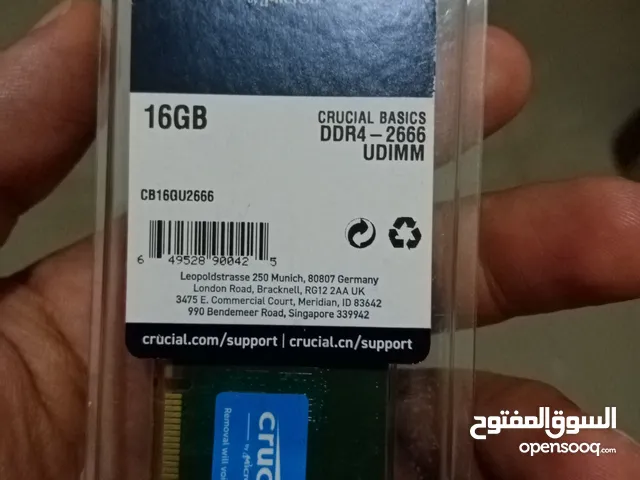 16GB
CRUCIAL BASICS
DDR4-2666
UDIMM
CB16GU2666
6 49528 90042 5
Leopoldstrasse 250 Munich, 80807 Germany
London Road, Bracknell, RG12 2AA UK
3475 E. Commercial Court, Meridian, ID 83642
990 Bendemeer Road, Singapore 339942
crucial.com/support | crucial.cn/support
Removal will
السوق المفتوح
opensooq.com